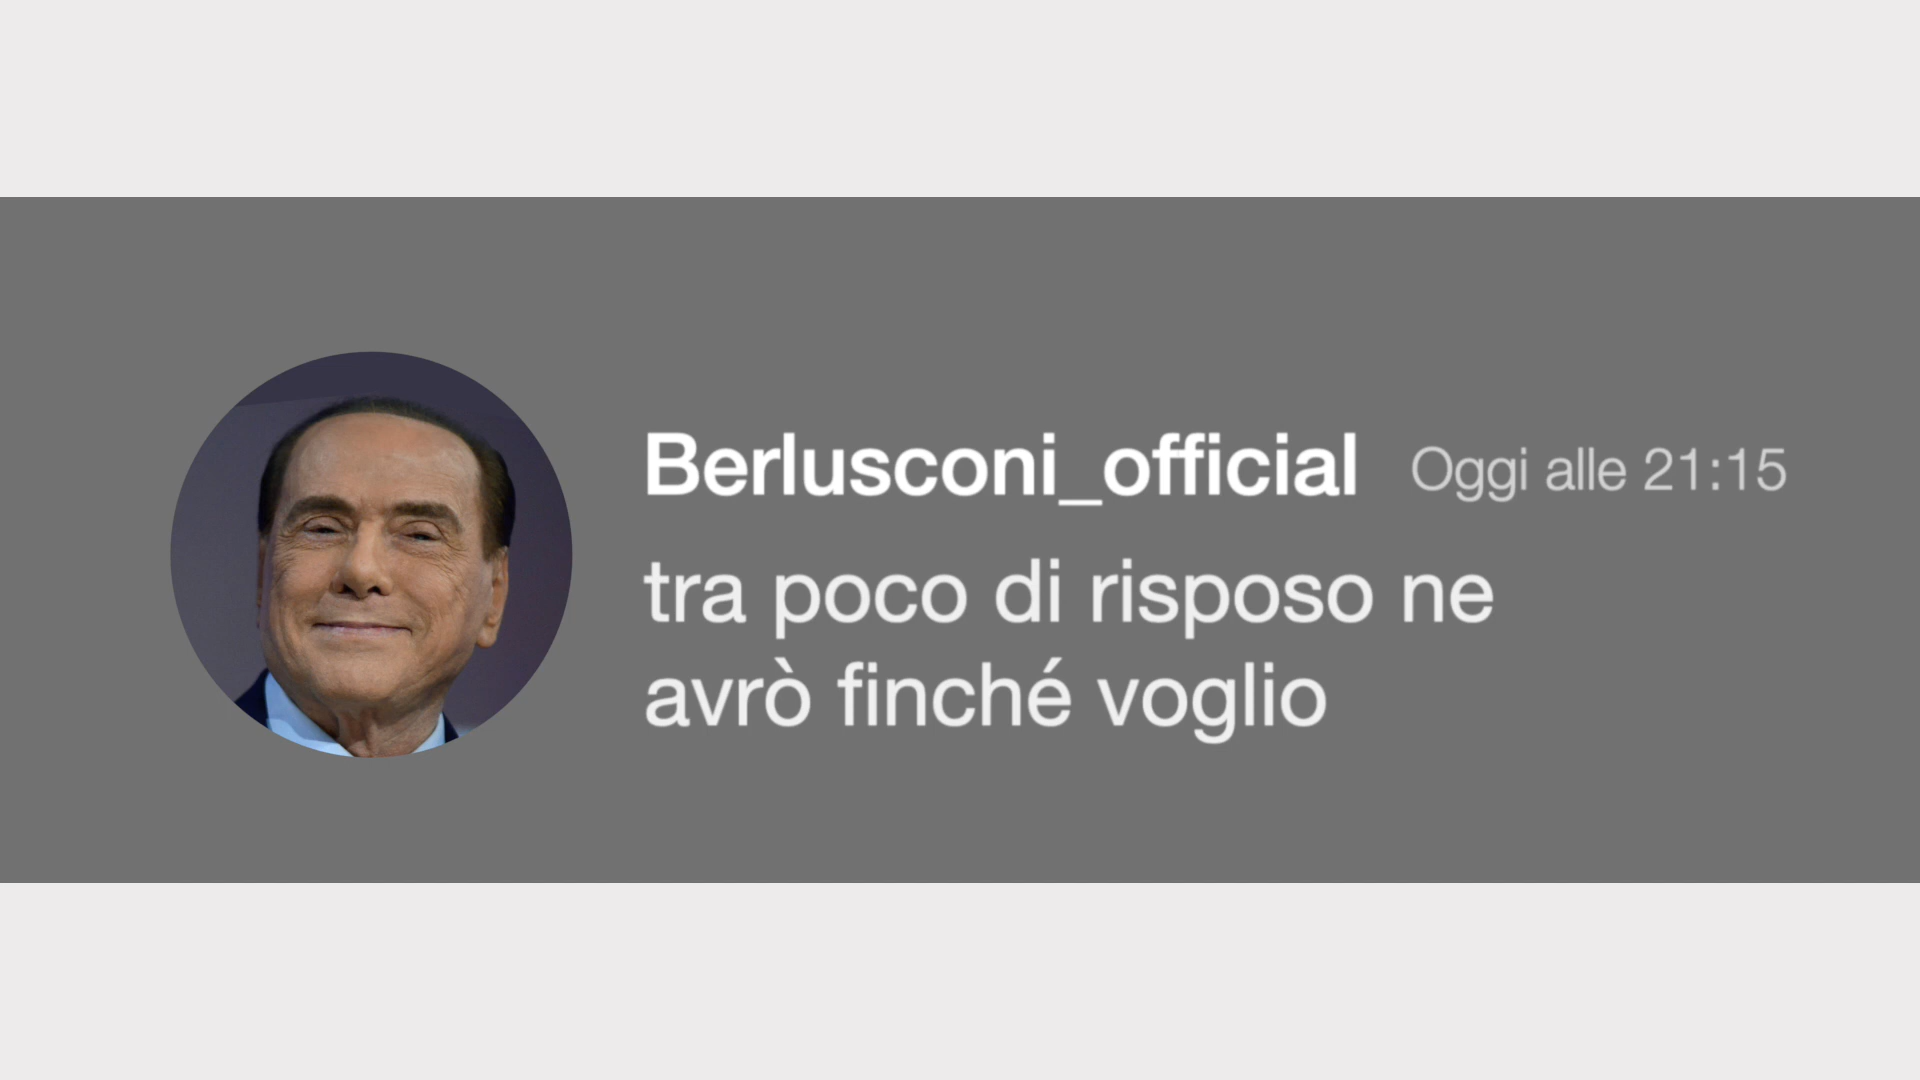 Berlusconi_official Oggi alle 21:15
tra poco di risposo ne
avrò finché voglio